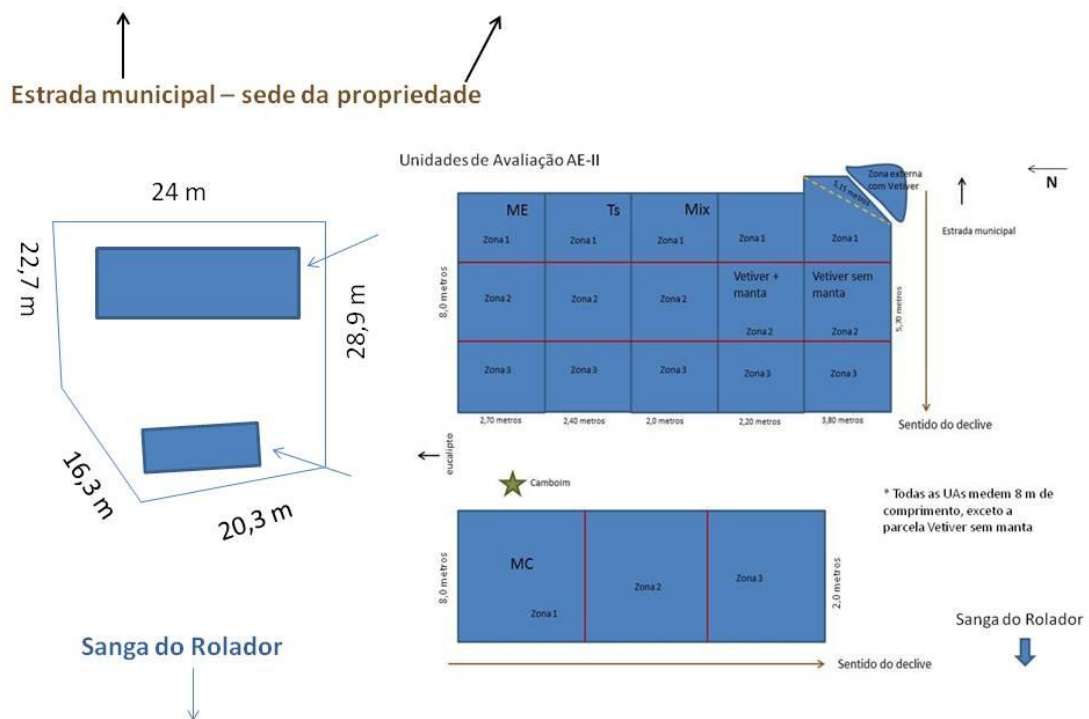 Estrada municipal – sede da propriedade
24 m
22,7 m
28,9 m
16,3 m
20,3 m
Sanga do Rolador
Unidades de Avaliação AE-II
ME
Ts
Mix
Zona externa
com Vetiver
5,15 metros
N
Estrada municipal
Zona 1
Zona 1
Zona 1
Zona 1
Zona 1
8,0 metros
Zona 2
Zona 2
Zona 2
Vetiver +
manta
Zona 2
Vetiver sem
manta
Zona 2
5,70 metros
Zona 3
Zona 3
Zona 3
Zona 3
Zona 3
2,70 metros
2,40 metros
2,0 metros
2,20 metros
3,80 metros
Sentido do declive
eucalipto
Camboim
* Todas as UAs medem 8 m de
comprimento, exceto a
parcela Vetiver sem manta
8,0 metros
MC
Zona 1
Zona 2
Zona 3
2,0 metros
Sentido do declive
Sanga do Rolador